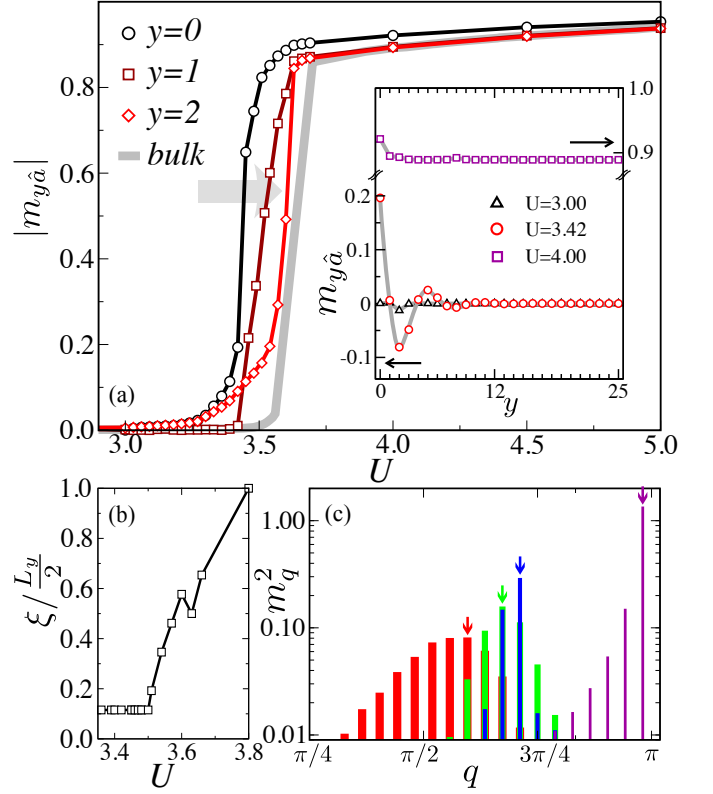 y=0
y=1
y=2
bulk
|m_{yâ}|
0.8
0.6
0.4
0.2
0.0
(a)
3.0 3.5 4.0 4.5 5.0
U
1.0
0.9
0.2
0.1
0
-0.1
m_{yâ}
U=3.00
U=3.42
U=4.00
0 12 25
y
(b)
ξ/\frac{L_y}{2}
1.0
0.8
0.6
0.4
0.2
0.0
3.4 3.6 3.8
U
(c)
m_q^2
1.00
0.10
0.01
π/4 π/2 3π/4 π
q